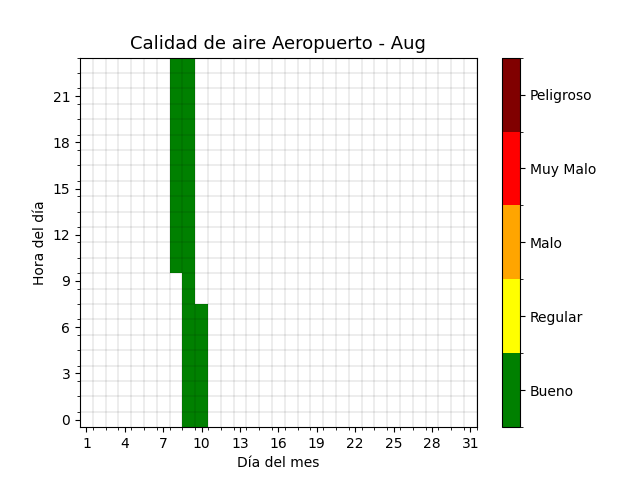 Calidad de aire Aeropuerto - Aug
Hora del día
21
18
15
12
9
6
3
0
1 4 7 10 13 16 19 22 25 28 31
Día del mes
Peligroso
Muy Malo
Malo
Regular
Bueno